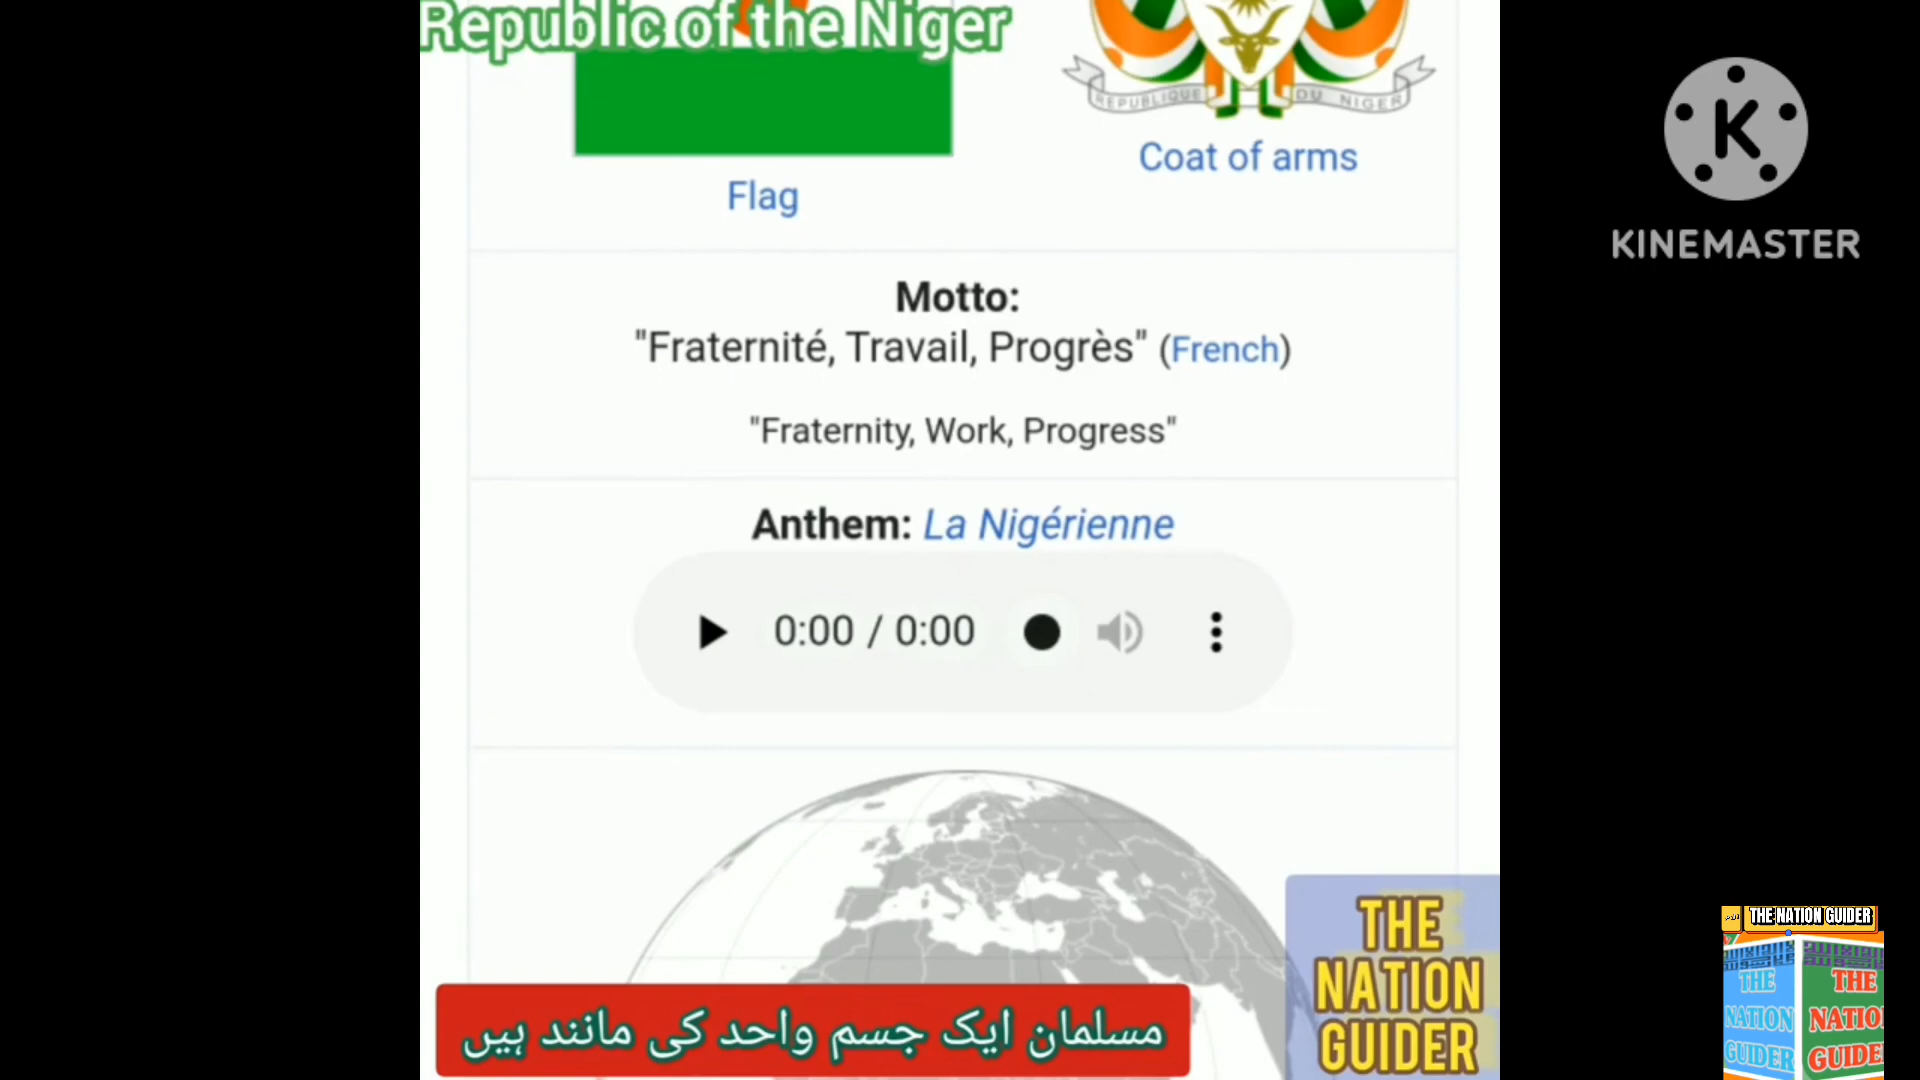 Republic of the Niger
REPUBLIQUE DU NIGER
Coat of arms
Flag
Motto:
"Fraternité, Travail, Progrès" (French)
"Fraternity, Work, Progress"
Anthem: La Nigérienne
0:00 / 0:00
مسلمان ایک جسم واحد کی مانند ہیں
THE
NATION
GUIDER
K
KINEMASTER
THE NATION GUIDER
THE
NATION
GUIDER
THE
NATIO
GUIDE